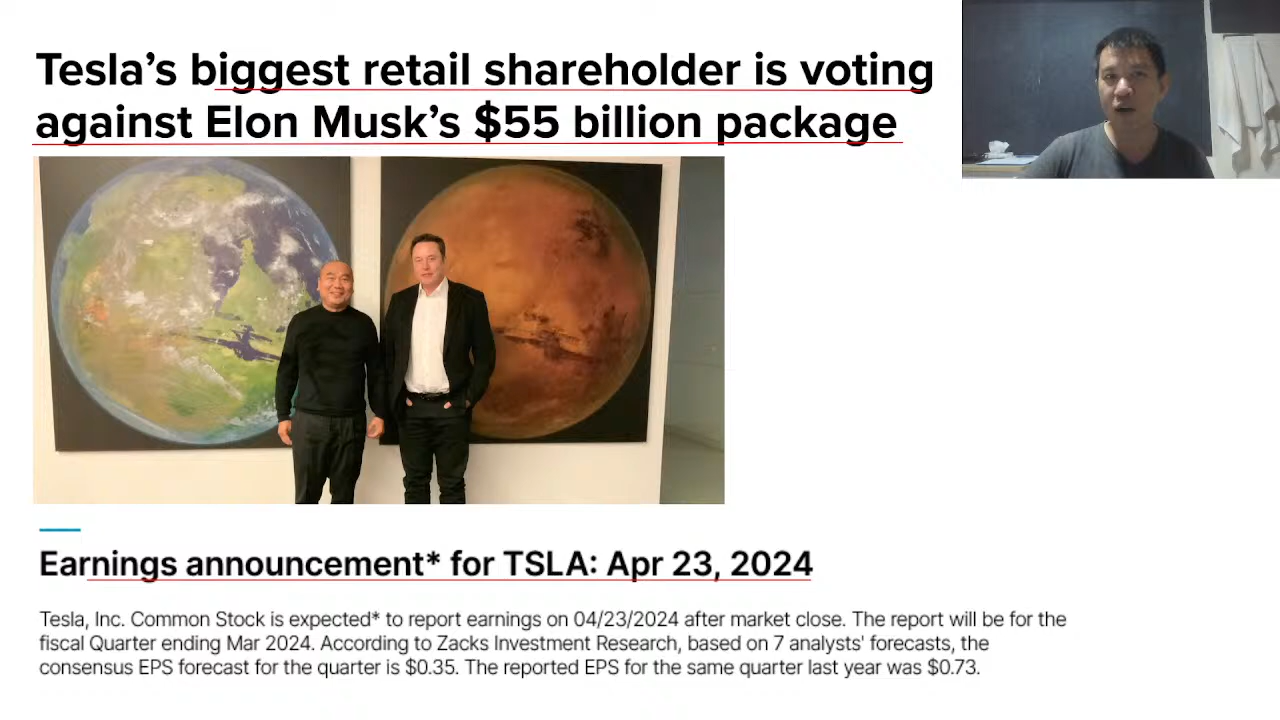 Tesla’s biggest retail shareholder is voting
against Elon Musk’s $55 billion package
Earnings announcement* for TSLA: Apr 23, 2024
Tesla, Inc. Common Stock is expected* to report earnings on 04/23/2024 after market close. The report will be for the
fiscal Quarter ending Mar 2024. According to Zacks Investment Research, based on 7 analysts' forecasts, the
consensus EPS forecast for the quarter is $0.35. The reported EPS for the same quarter last year was $0.73.